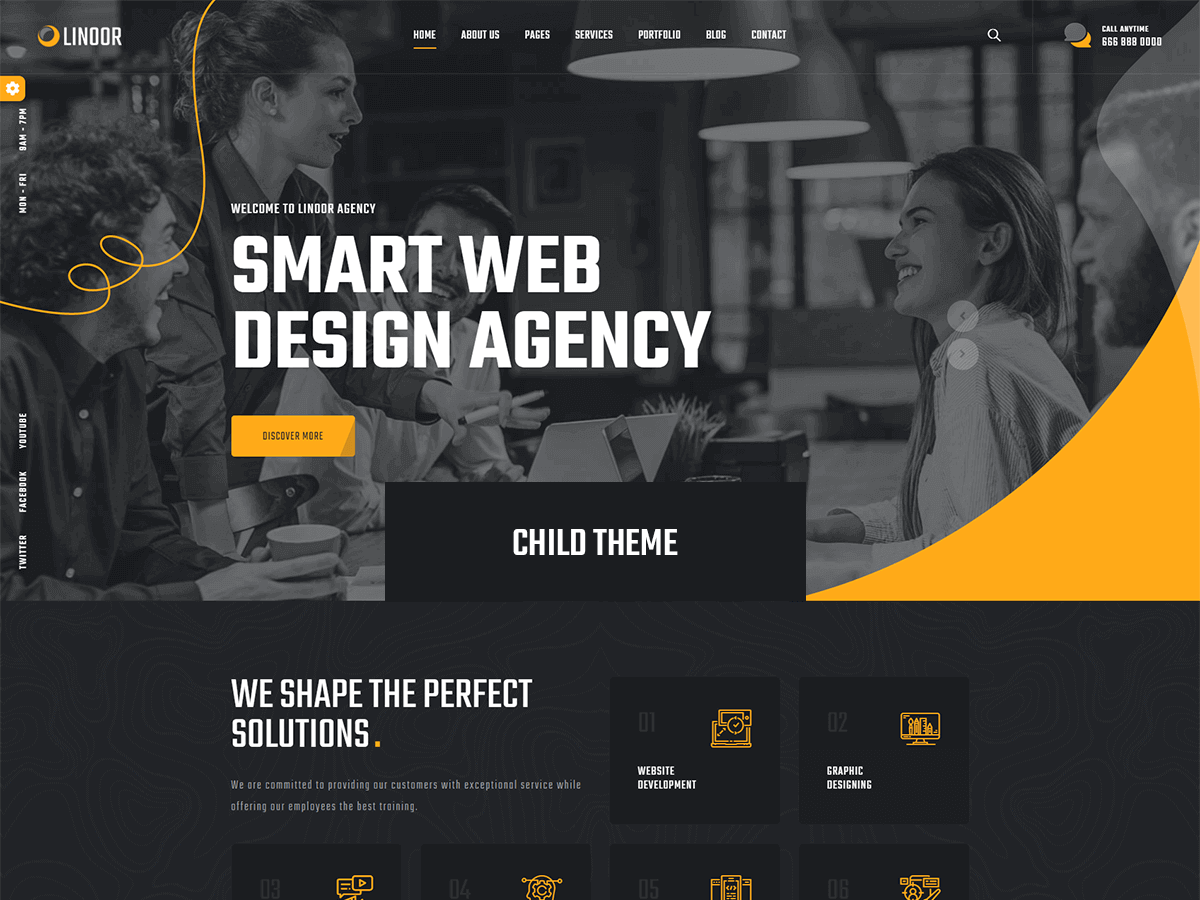 LINOOR
HOME
ABOUT US
PAGES
SERVICES
PORTFOLIO
BLOG
CONTACT
CALL ANYTIME
666 888 0000
MON - FRI 9AM - 7PM
WELCOME TO LINOOR AGENCY
SMART WEB
DESIGN AGENCY
DISCOVER MORE
TWITTER FACEBOOK YOUTUBE
CHILD THEME
WE SHAPE THE PERFECT
SOLUTIONS.
We are committed to providing our customers with exceptional service while
offering our employees the best training.
01
WEBSITE
DEVELOPMENT
02
GRAPHIC
DESIGNING
03
04
05
06